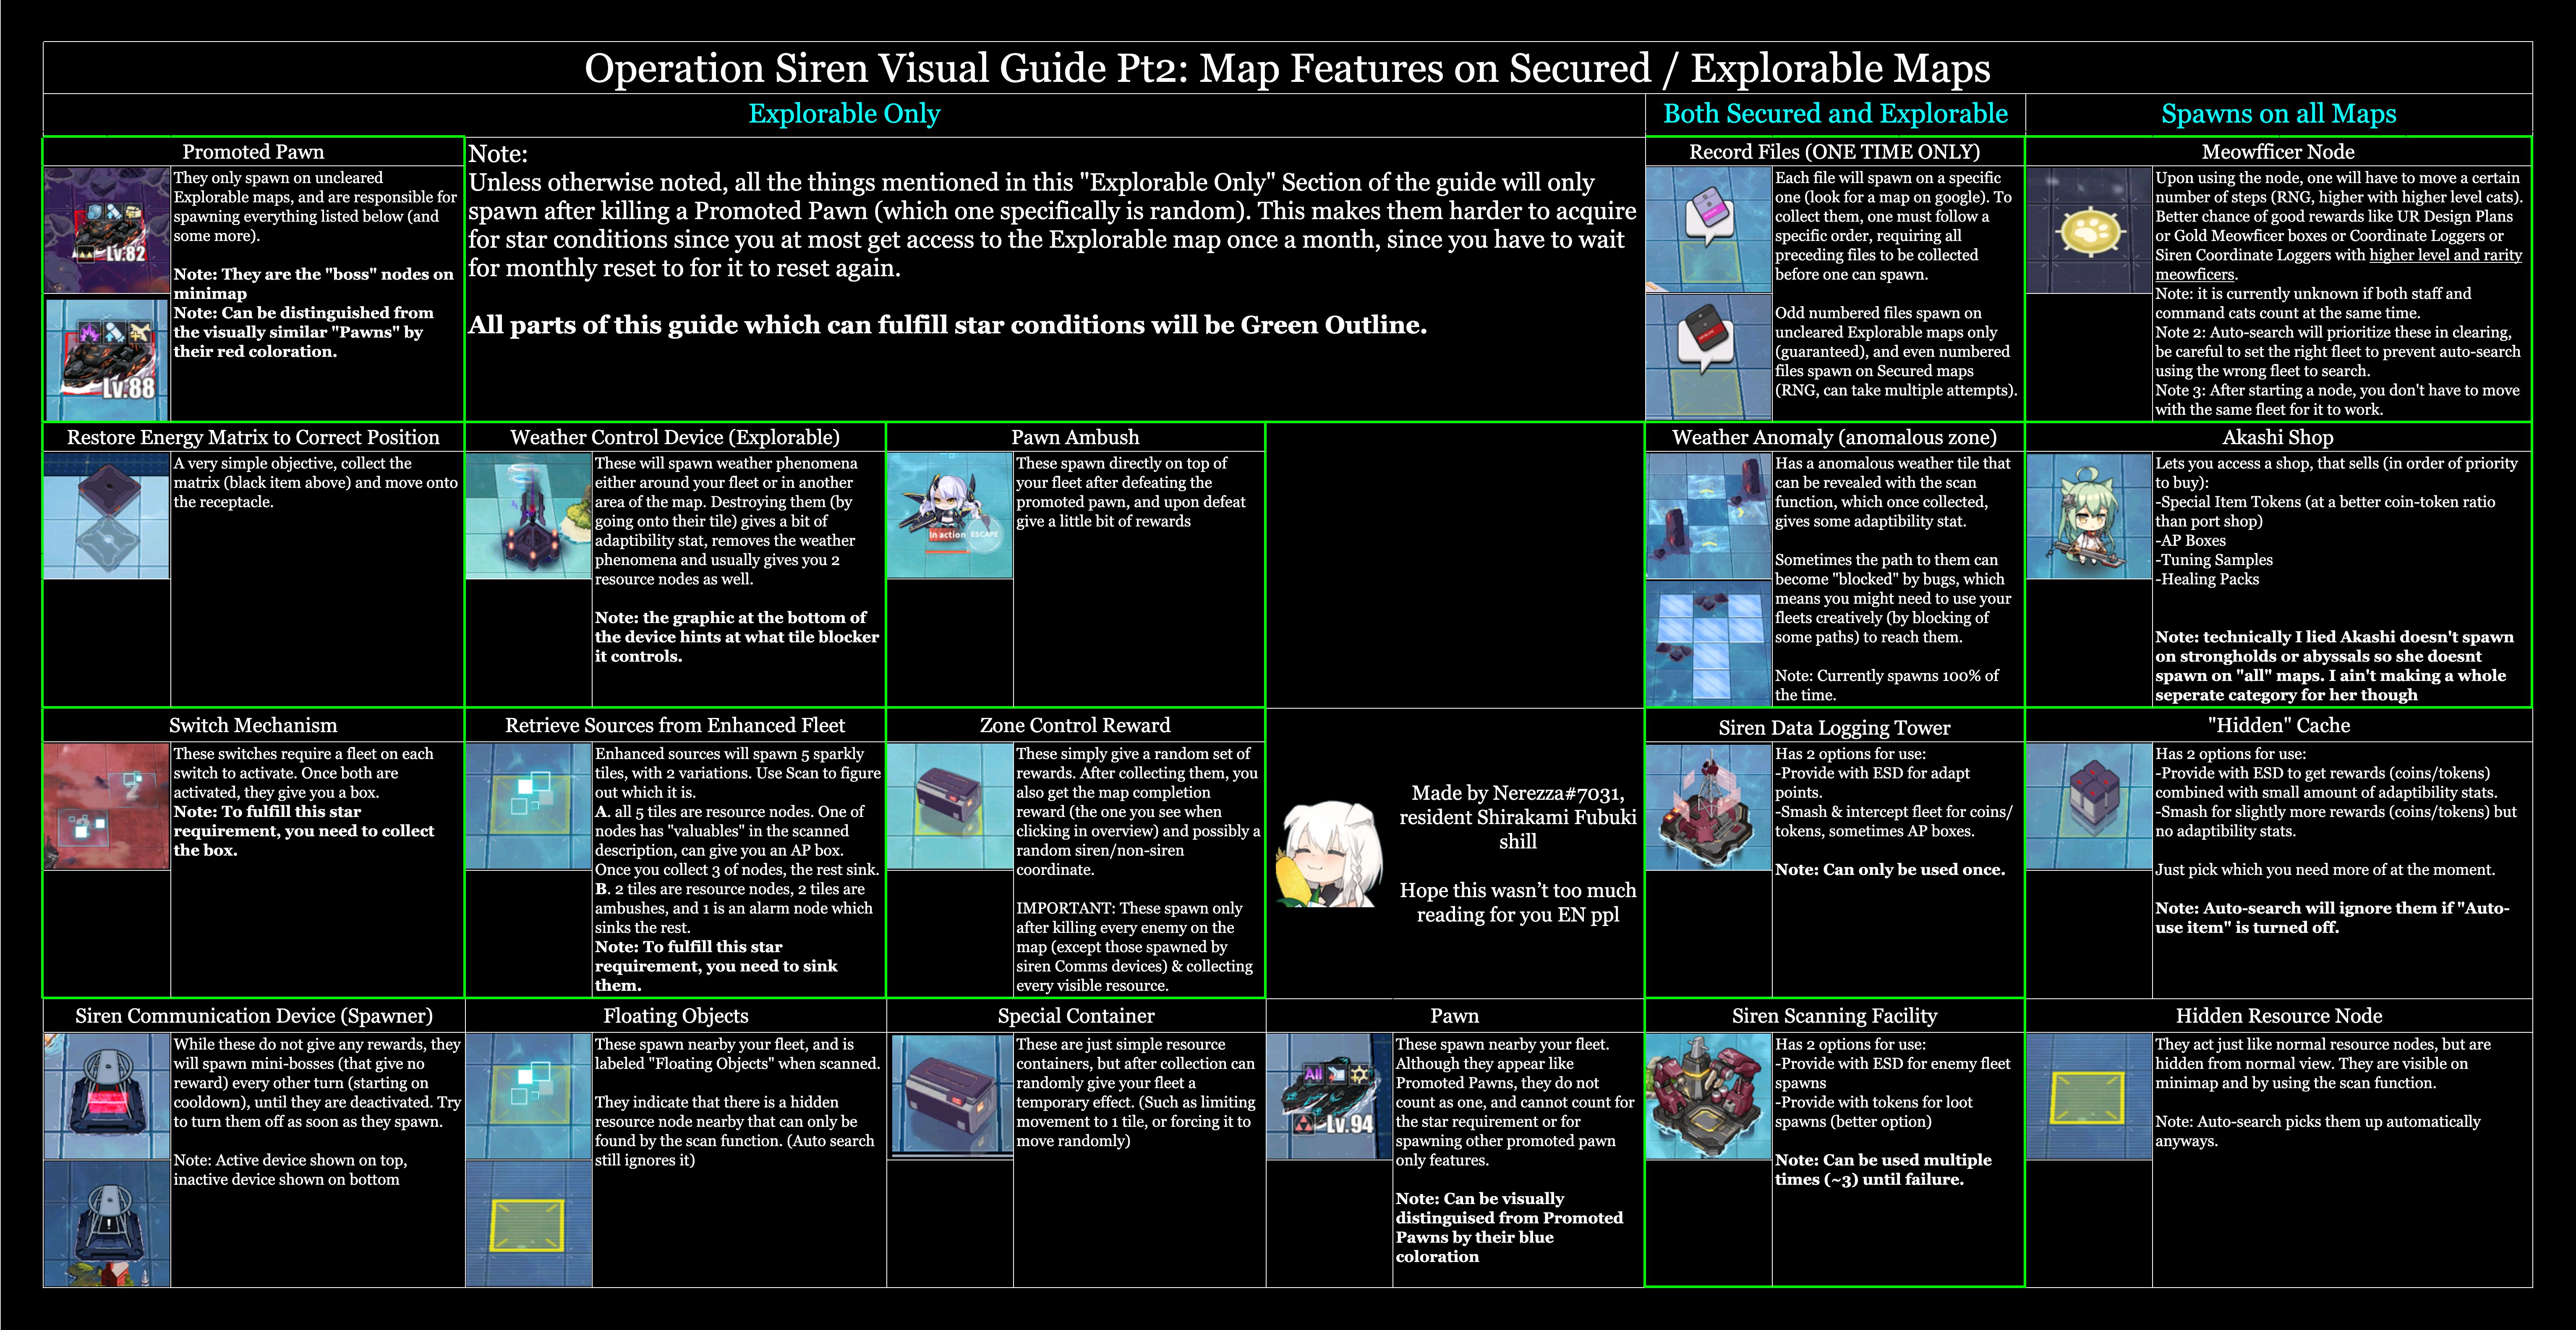 Operation Siren Visual Guide Pt2: Map Features on Secured / Explorable Maps
Explorable Only
Both Secured and Explorable
Spawns on all Maps
Promoted Pawn
Lv.82
Lv.88
They only spawn on uncleared
Explorable maps, and are responsible for
spawning everything listed below (and
some more).
Note: They are the "boss" nodes on
minimap
Note: Can be distinguished from
the visually similar "Pawns" by
their red coloration.
Note:
Unless otherwise noted, all the things mentioned in this "Explorable Only" Section of the guide will only
spawn after killing a Promoted Pawn (which one specifically is random). This makes them harder to acquire
for star conditions since you at most get access to the Explorable map once a month, since you have to wait
for monthly reset to for it to reset again.
All parts of this guide which can fulfill star conditions will be Green Outline.
Record Files (ONE TIME ONLY)
Each file will spawn on a specific
one (look for a map on google). To
collect them, one must follow a
specific order, requiring all
preceding files to be collected
before one can spawn.
Odd numbered files spawn on
uncleared Explorable maps only
(guaranteed), and even numbered
files spawn on Secured maps
(RNG, can take multiple attempts).
Meowfficer Node
Upon using the node, one will have to move a certain
number of steps (RNG, higher with higher level cats).
Better chance of good rewards like UR Design Plans
or Gold Meowficer boxes or Coordinate Loggers or
Siren Coordinate Loggers with higher level and rarity
meowficers.
Note: it is currently unknown if both staff and
command cats count at the same time.
Note 2: Auto-search will prioritize these in clearing,
be careful to set the right fleet to prevent auto-search
using the wrong fleet to search.
Note 3: After starting a node, you don't have to move
with the same fleet for it to work.
Restore Energy Matrix to Correct Position
A very simple objective, collect the
matrix (black item above) and move onto
the receptacle.
Weather Control Device (Explorable)
These will spawn weather phenomena
either around your fleet or in another
area of the map. Destroying them (by
going onto their tile) gives a bit of
adaptibility stat, removes the weather
phenomena and usually gives you 2
resource nodes as well.
Note: the graphic at the bottom of
the device hints at what tile blocker
it controls.
Pawn Ambush
In action
ESCAPE
These spawn directly on top of
your fleet after defeating the
promoted pawn, and upon defeat
give a little bit of rewards
Weather Anomaly (anomalous zone)
Has a anomalous weather tile that
can be revealed with the scan
function, which once collected,
gives some adaptibility stat.
Sometimes the path to them can
become "blocked" by bugs, which
means you might need to use your
fleets creatively (by blocking of
some paths) to reach them.
Note: Currently spawns 100% of
the time.
Akashi Shop
Lets you access a shop, that sells (in order of priority
to buy):
-Special Item Tokens (at a better coin-token ratio
than port shop)
-AP Boxes
-Tuning Samples
-Healing Packs
Note: technically I lied Akashi doesn't spawn
on strongholds or abyssals so she doesnt
spawn on "all" maps. I ain't making a whole
seperate category for her though
Switch Mechanism
These switches require a fleet on each
switch to activate. Once both are
activated, they give you a box.
Note: To fulfill this star
requirement, you need to collect
the box.
Retrieve Sources from Enhanced Fleet
Enhanced sources will spawn 5 sparkly
tiles, with 2 variations. Use Scan to figure
out which it is.
A. all 5 tiles are resource nodes. One of
nodes has "valuables" in the scanned
description, can give you an AP box.
Once you collect 3 of nodes, the rest sink.
B. 2 tiles are resource nodes, 2 tiles are
ambushes, and 1 is an alarm node which
sinks the rest.
Note: To fulfill this star
requirement, you need to sink
them.
Zone Control Reward
These simply give a random set of
rewards. After collecting them, you
also get the map completion
reward (the one you see when
clicking in overview) and possibly a
random siren/non-siren
coordinate.
IMPORTANT: These spawn only
after killing every enemy on the
map (except those spawned by
siren Comms devices) & collecting
every visible resource.
Made by Nerezza#7031,
resident Shirakami Fubuki
shill
Hope this wasn't too much
reading for you EN ppl
Siren Data Logging Tower
Has 2 options for use:
-Provide with ESD for adapt
points.
-Smash & intercept fleet for coins/
tokens, sometimes AP boxes.
Note: Can only be used once.
"Hidden" Cache
Has 2 options for use:
-Provide with ESD to get rewards (coins/tokens)
combined with small amount of adaptibility stats.
-Smash for slightly more rewards (coins/tokens) but
no adaptibility stats.
Just pick which you need more of at the moment.
Note: Auto-search will ignore them if "Auto-
use item" is turned off.
Siren Communication Device (Spawner)
While these do not give any rewards, they
will spawn mini-bosses (that give no
reward) every other turn (starting on
cooldown), until they are deactivated. Try
to turn them off as soon as they spawn.
Note: Active device shown on top,
inactive device shown on bottom
Floating Objects
These spawn nearby your fleet, and is
labeled "Floating Objects" when scanned.
They indicate that there is a hidden
resource node nearby that can only be
found by the scan function. (Auto search
still ignores it)
Special Container
These are just simple resource
containers, but after collection can
randomly give your fleet a
temporary effect. (Such as limiting
movement to 1 tile, or forcing it to
move randomly)
Pawn
All
Lv.94
These spawn nearby your fleet.
Although they appear like
Promoted Pawns, they do not
count as one, and cannot count for
the star requirement or for
spawning other promoted pawn
only features.
Note: Can be visually
distinguised from Promoted
Pawns by their blue
coloration
Siren Scanning Facility
Has 2 options for use:
-Provide with ESD for enemy fleet
spawns
-Provide with tokens for loot
spawns (better option)
Note: Can be used multiple
times (~3) until failure.
Hidden Resource Node
They act just like normal resource nodes, but are
hidden from normal view. They are visible on
minimap and by using the scan function.
Note: Auto-search picks them up automatically
anyways.